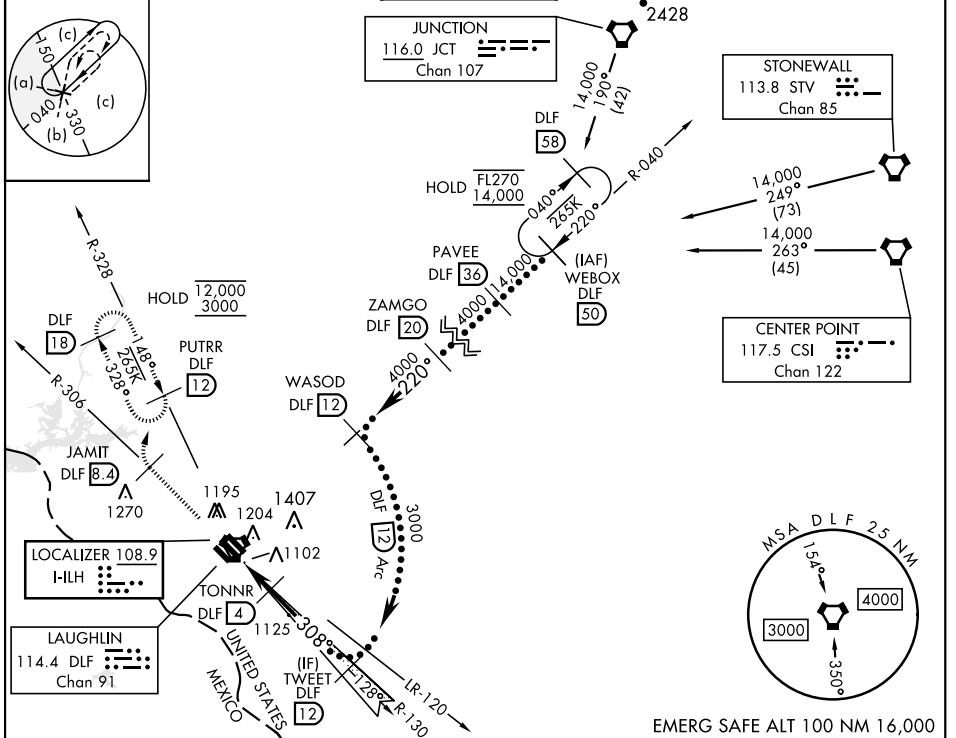 (c)
150
(a)
(c)
040
330
(b)
2428
JUNCTION
116.0 JCT
Chan 107
14,000
190°
(42)
STONEWALL
113.8 STV
Chan 85
DLF
58
R-040
HOLD FL270
14,000
040°
265K
220°
14,000
249°
(73)
14,000
263°
(45)
PAVEE
DLF 36
14,000
(IAF)
WEBOX
DLF
50
R-328
HOLD 12,000
3000
ZAMGO
DLF 20
4000
CENTER POINT
117.5 CSI
Chan 122
DLF
18
148°
265K
328°
PUTRR
DLF
12
4000
220°
R-306
WASOD
DLF 12
JAMIT
DLF 8.4
1270
1195
1204
1407
1102
DLF 12 Arc
3000
LOCALIZER 108.9
I-ILH
TONNR
DLF 4
1125
308°
MSA DLF 25 NM
154°
4000
3000
350°
LAUGHLIN
114.4 DLF
Chan 91
UNITED STATES
MEXICO
(IF)
TWEET
DLF
12
128°
LR-120
R-130
EMERG SAFE ALT 100 NM 16,000